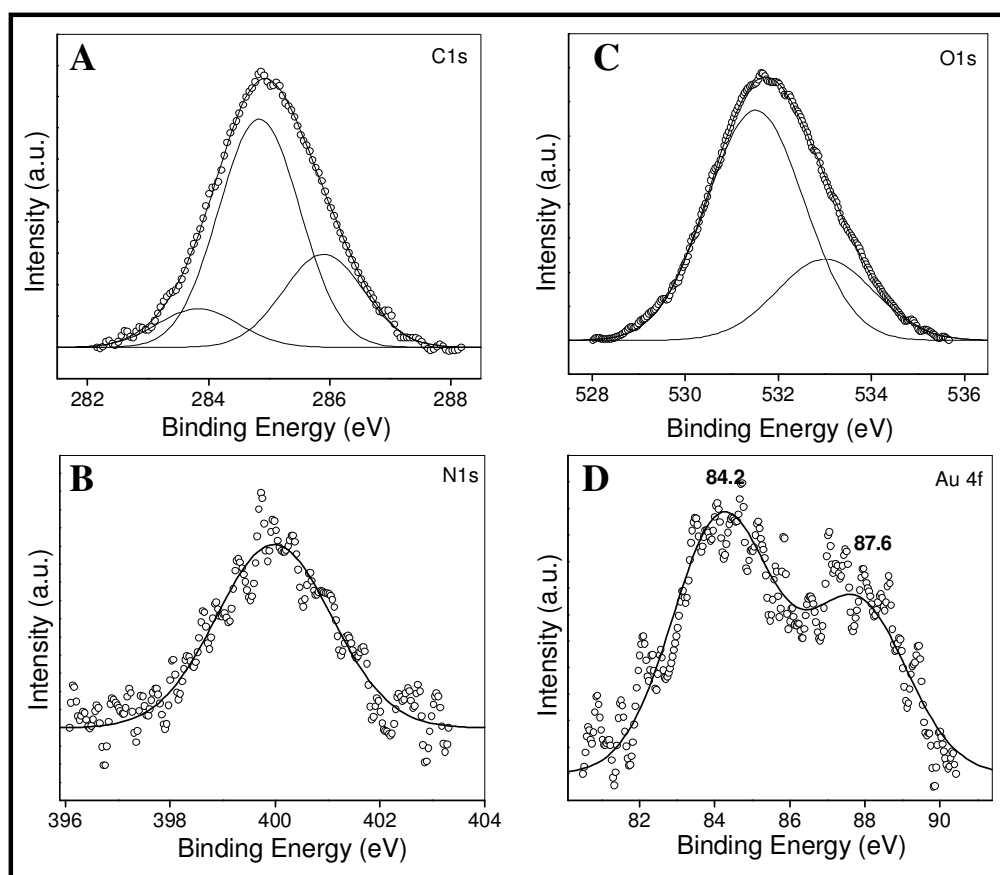 A
C1s
Intensity (a.u.)
282 284 286 288
Binding Energy (eV)
C
O1s
Intensity (a.u.)
528 530 532 534 536
Binding Energy (eV)
B
N1s
Intensity (a.u.)
396 398 400 402 404
Binding Energy (eV)
D
84.2
Au 4f
87.6
Intensity (a.u.)
82 84 86 88 90
Binding Energy (eV)